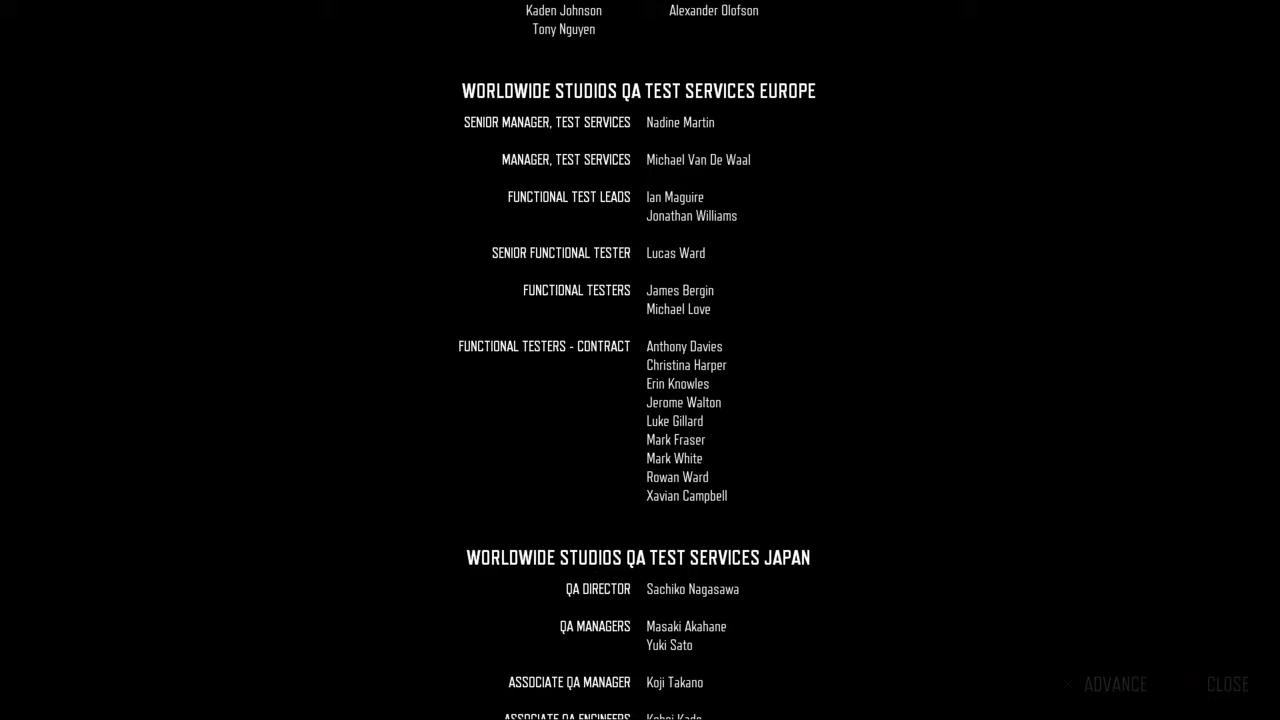 Kaden Johnson Alexander Olofson
Tony Nguyen
WORLDWIDE STUDIOS QA TEST SERVICES EUROPE
SENIOR MANAGER, TEST SERVICES Nadine Martin
MANAGER, TEST SERVICES Michael Van De Waal
FUNCTIONAL TEST LEADS Ian Maguire
Jonathan Williams
SENIOR FUNCTIONAL TESTER Lucas Ward
FUNCTIONAL TESTERS James Bergin
Michael Love
FUNCTIONAL TESTERS - CONTRACT Anthony Davies
Christina Harper
Erin Knowles
Jerome Walton
Luke Gillard
Mark Fraser
Mark White
Rowan Ward
Xavian Campbell
WORLDWIDE STUDIOS QA TEST SERVICES JAPAN
QA DIRECTOR Sachiko Nagasawa
QA MANAGERS Masaki Akahane
Yuki Sato
ASSOCIATE QA MANAGER Koji Takano
ADVANCE CLOSE
ASSOCIATE QA ENGINEERS